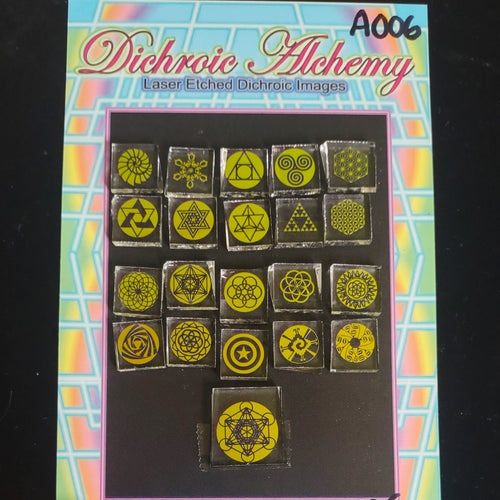 A006
Dichroic Alchemy
Laser Etched Dichroic Images